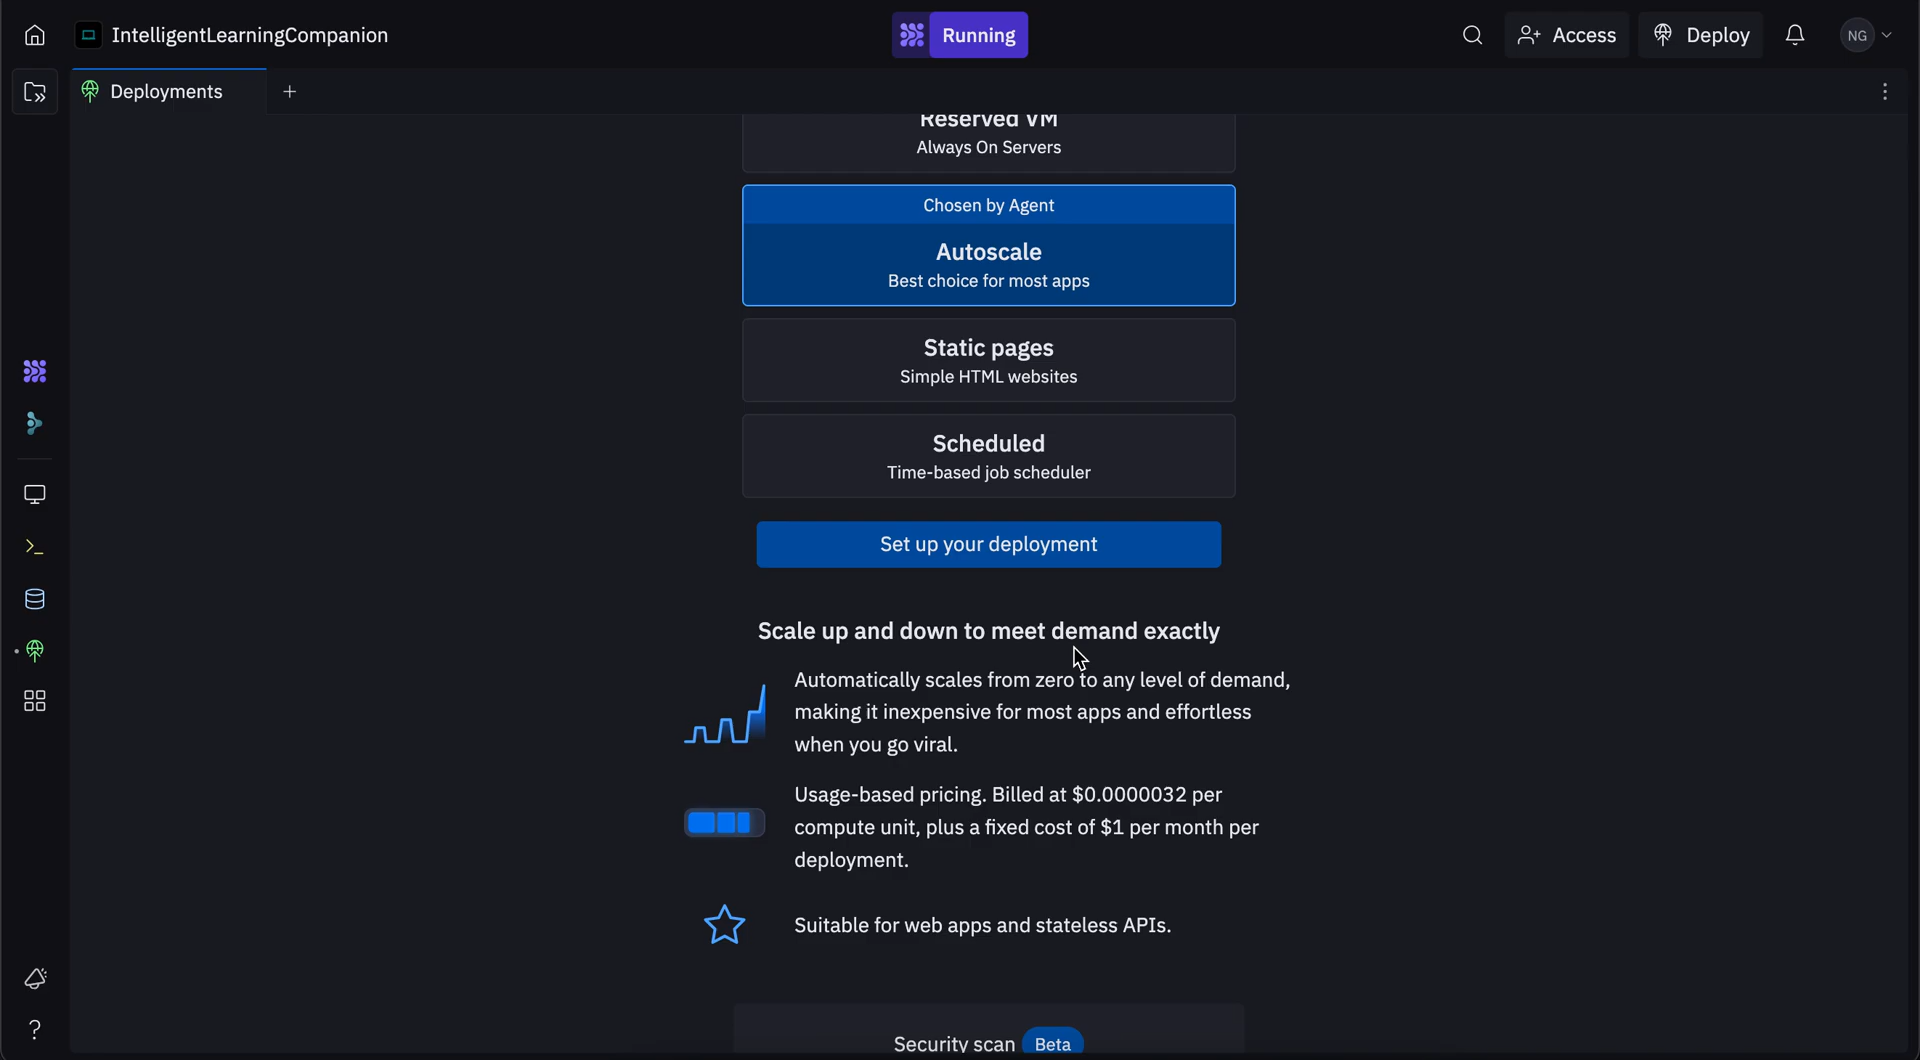 IntelligentLearningCompanion
Running
Access
Deploy
NG
Deployments
Reserved VM
Always On Servers
Chosen by Agent
Autoscale
Best choice for most apps
Static pages
Simple HTML websites
Scheduled
Time-based job scheduler
Set up your deployment
Scale up and down to meet demand exactly
Automatically scales from zero to any level of demand,
making it inexpensive for most apps and effortless
when you go viral.
Usage-based pricing. Billed at $0.0000032 per
compute unit, plus a fixed cost of $1 per month per
deployment.
Suitable for web apps and stateless APIs.
Security scan Beta